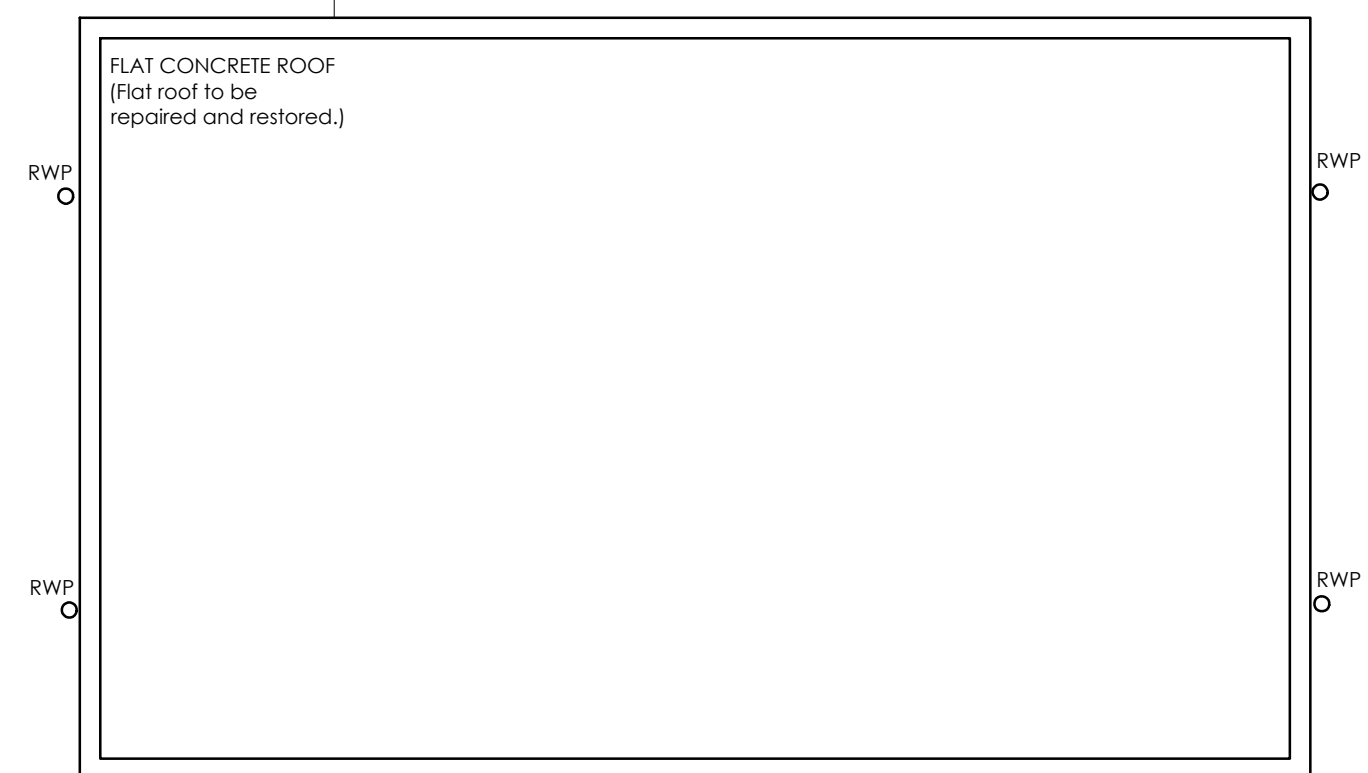 FLAT CONCRETE ROOF
(Flat roof to be
repaired and restored.)
RWP
RWP
RWP
RWP